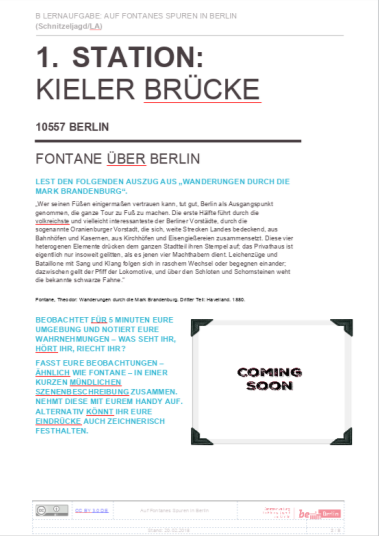 B LERNAUFGABE: AUF FONTANES SPUREN IN BERLIN
(Schnitzeljagd/LA)
1. STATION:
KIELER BRÜCKE
10557 BERLIN
FONTANE ÜBER BERLIN
LEST DEN FOLGENDEN AUSZUG AUS „WANDERUNGEN DURCH DIE
MARK BRANDENBURG“.
„Wer seinen Füßen einigermaßen vertrauen kann, tut gut, Berlin als Ausgangspunkt
genommen, die ganze Tour zu Fuß zu machen. Die erste Hälfte führt durch die
volkreichste und vielleicht interessanteste der Berliner Vorstädte, durch die
sogenannte Oranienburger Vorstadt, die sich, weite Strecken Landes bedeckend, aus
Bahnhöfen und Kasernen, aus Kirchhöfen und Eisengießereien zusammensetzt. Diese vier
heterogenen Elemente drücken dem ganzen Stadtteil ihren Stempel auf; das Privathaus ist
eigentlich nur insoweit gelitten, als es jenen vier Machthabern dient. Leichenzüge und
Bataillone mit Sang und Klang folgen sich in raschem Wechsel oder begegnen einander;
dazwischen gellt der Pfiff der Lokomotive, und über den Schloten und Schornsteinen weht
die bekannte schwarze Fahne.“
Fontane, Theodor: Wanderungen durch die Mark Brandenburg. Dritter Teil: Havelland. 1880.
BEOBACHTET FÜR 5 MINUTEN EURE
UMGEBUNG UND NOTIERT EURE
WAHRNEHMUNGEN – WAS SEHT IHR,
HÖRT IHR, RIECHT IHR?
FASST EURE BEOBACHTUNGEN –
ÄHNLICH WIE FONTANE – IN EINER
KURZEN MÜNDLICHEN
SZENENBESCHREIBUNG ZUSAMMEN.
NEHMT DIESE MIT EUREM HANDY AUF.
ALTERNATIV KÖNNT IHR EURE
EINDRÜCKE AUCH ZEICHNERISCH
FESTHALTEN.
COMING
SOON
Auf Fontanes Spuren in Berlin